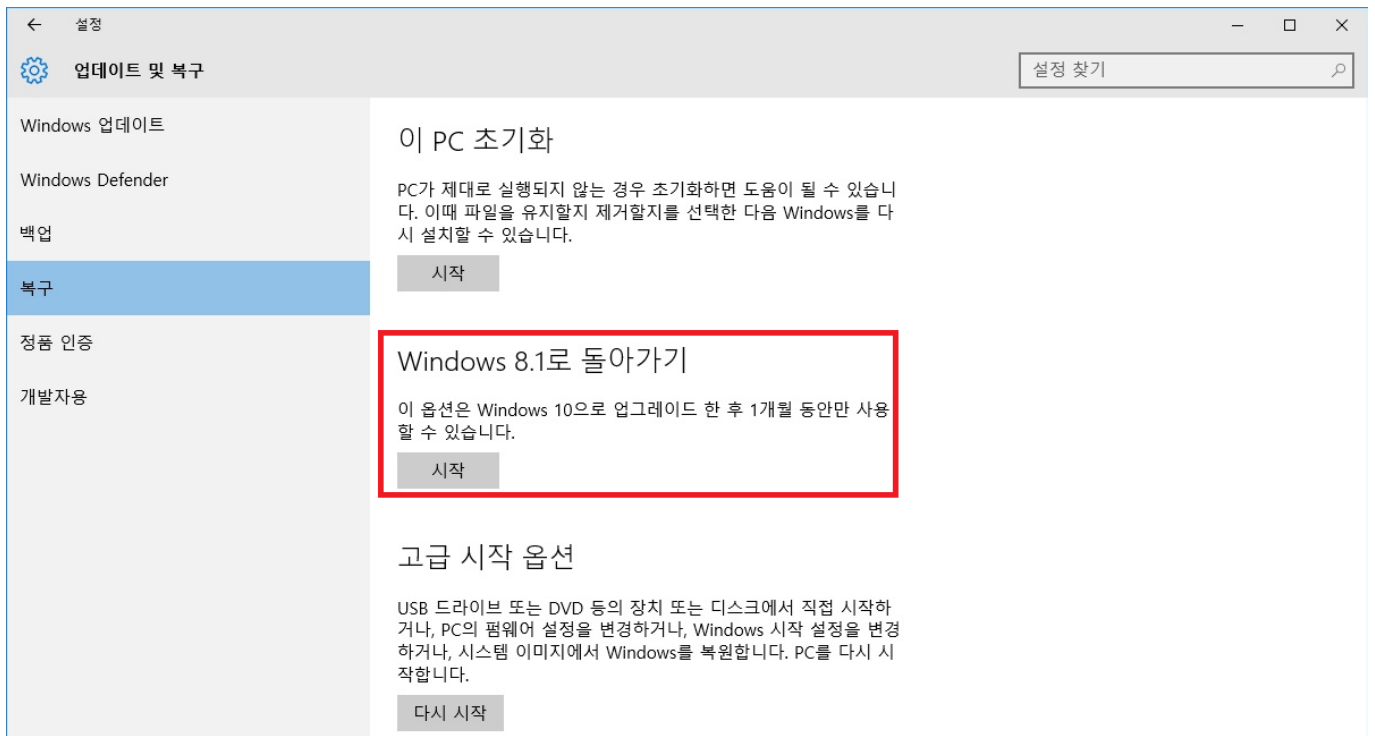 설정
업데이트 및 복구
설정 찾기
Windows 업데이트
Windows Defender
백업
복구
정품 인증
개발자용
이 PC 초기화
PC가 제대로 실행되지 않는 경우 초기화하면 도움이 될 수 있습니
다. 이때 파일을 유지할지 제거할지를 선택한 다음 Windows를 다
시 설치할 수 있습니다.
시작
Windows 8.1로 돌아가기
이 옵션은 Windows 10으로 업그레이드 한 후 1개월 동안만 사용
할 수 있습니다.
시작
고급 시작 옵션
USB 드라이브 또는 DVD 등의 장치 또는 디스크에서 직접 시작하
거나, PC의 펌웨어 설정을 변경하거나, Windows 시작 설정을 변경
하거나, 시스템 이미지에서 Windows를 복원합니다. PC를 다시 시
작합니다.
다시 시작